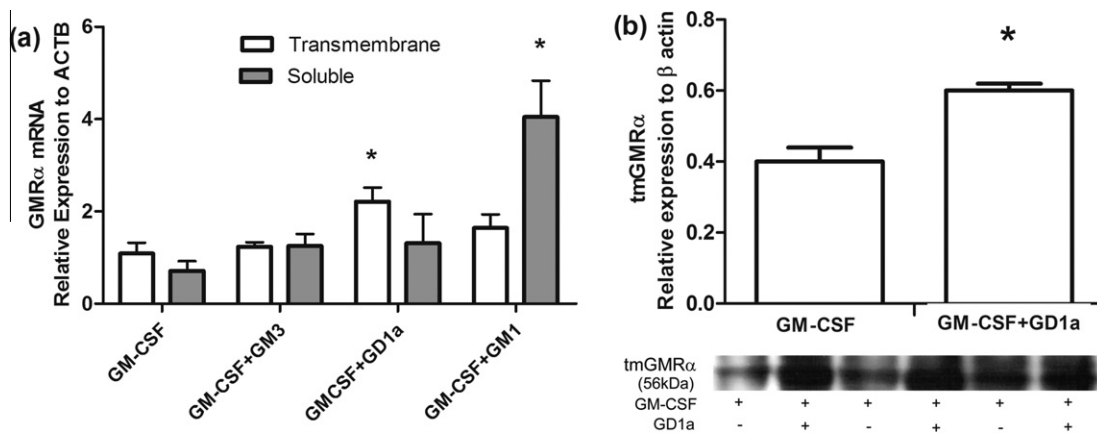 (a)
GMRα mRNA
Relative Expression to ACTB
6
4
2
0
Transmembrane
Soluble
*
*
GM-CSF
GM-CSF+GM3
GMCSF+GD1a
GM-CSF+GM1
(b)
tmGMRα
Relative expression to β actin
0.8
0.6
0.4
0.2
0.0
*
GM-CSF
GM-CSF+GD1a
tmGMRα
(56kDa)
GM-CSF + + + + + +
GD1a - + - + - +